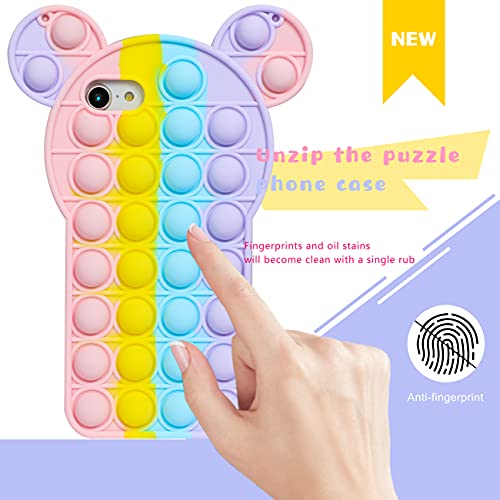 NEW
Unzip the puzzle
phone case
Fingerprints and oil stains
will become clean with a single rub
Anti-fingerprint